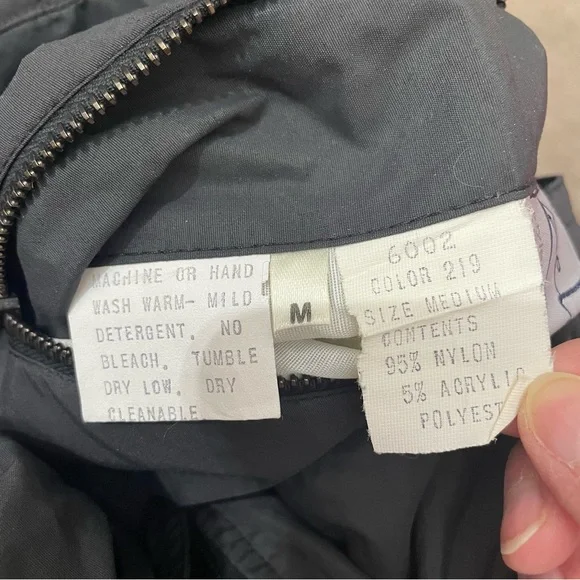 MACHINE OR HAND
WASH WARM- MILD
DETERGENT. NO
BLEACH. TUMBLE
DRY LOW. DRY
CLEANABLE
M
6002
COLOR 219
SIZE MEDIUM
CONTENTS
95% NYLON
5% ACRYLIC
POLYEST